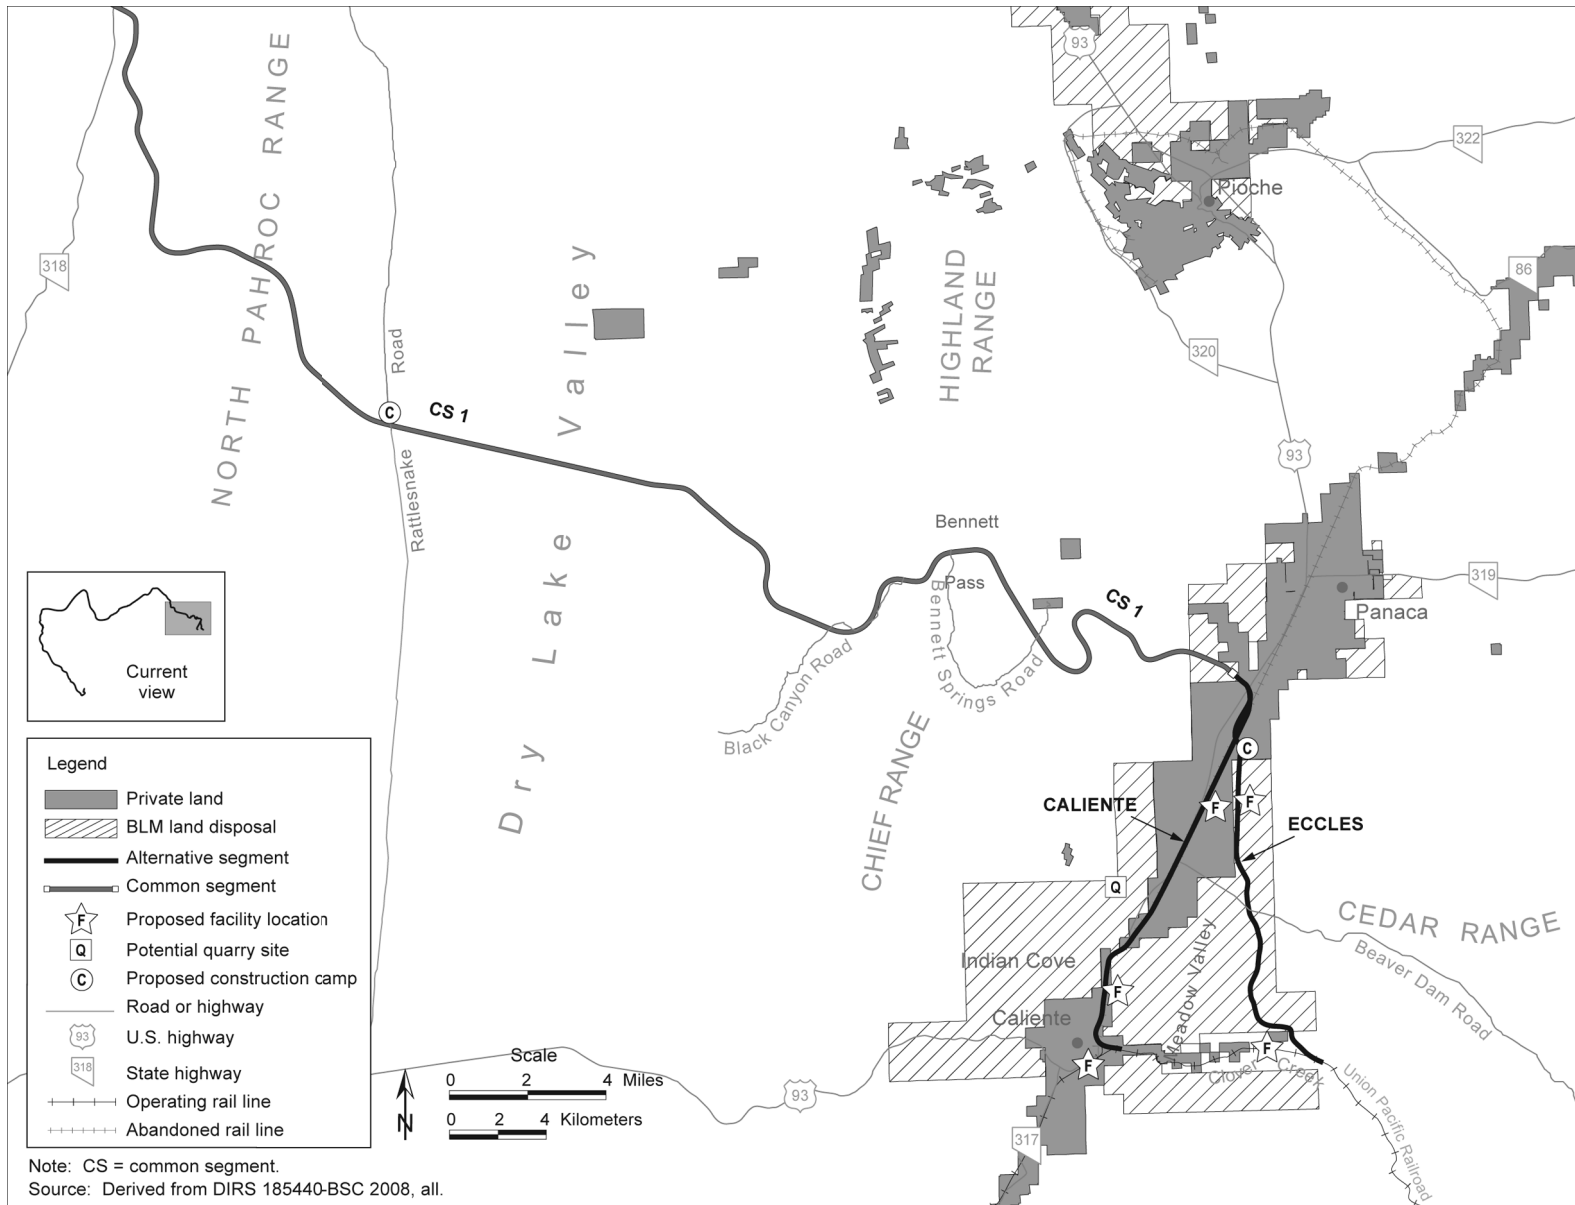 93
322
Pioche
NORTH PAHROC RANGE
318
86
HIGHLAND
RANGE
320
Road
C
CS 1
Dry Lake Valley
93
Rattlesnake
Bennett
Pass
319
CS 1
Panaca
Bennett Springs Road
Black Canyon Road
Current
view
C
CHIEF RANGE
CALIENTE
F
F
ECCLES
Q
CEDAR RANGE
Beaver Dam Road
Indian Cove
Meadow Valley
F
Caliente
F
F
Clover Creek
Union Pacific Railroad
93
317
Legend
Private land
BLM land disposal
Alternative segment
Common segment
F Proposed facility location
Q Potential quarry site
C Proposed construction camp
Road or highway
93 U.S. highway
318 State highway
Operating rail line
Abandoned rail line
N
Scale
0 2 4 Miles
0 2 4 Kilometers
Note: CS = common segment.
Source: Derived from DIRS 185440-BSC 2008, all.